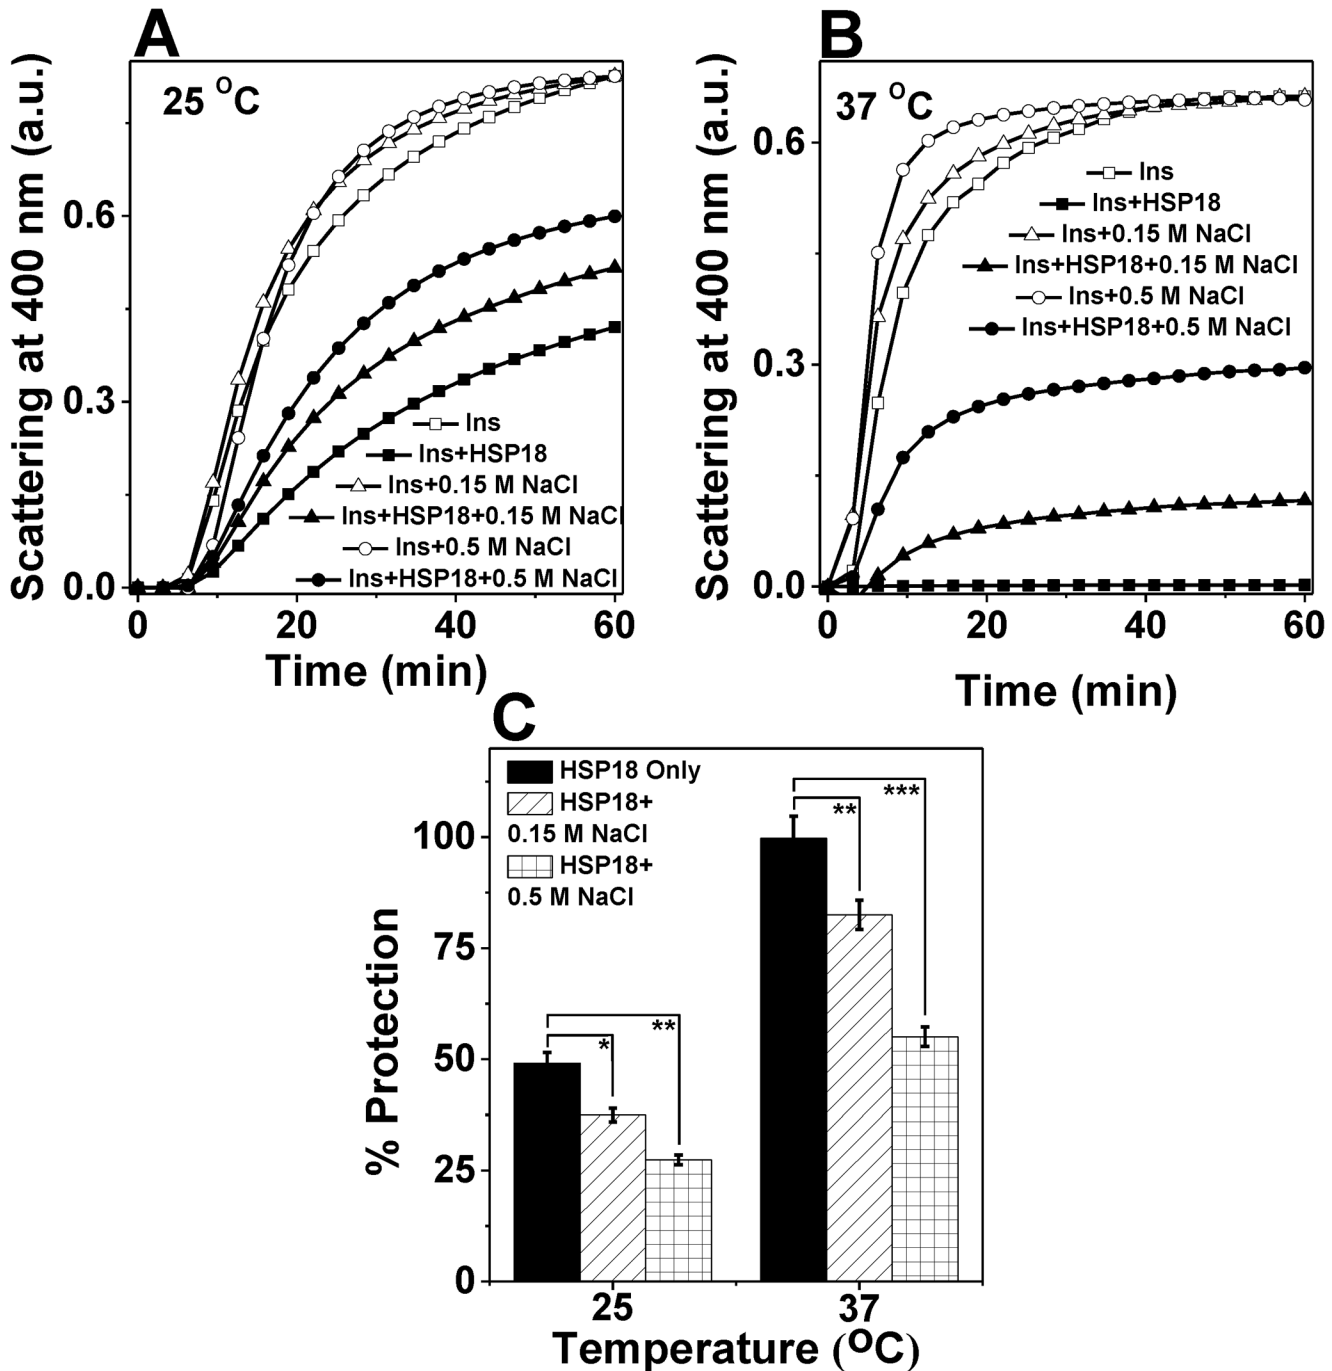 A
25 °C
Scattering at 400 nm (a.u.)
0.6
0.3
0.0
Ins
Ins+HSP18
Ins+0.15 M NaCl
Ins+HSP18+0.15 M NaCl
Ins+0.5 M NaCl
Ins+HSP18+0.5 M NaCl
0 20 40 60
Time (min)
B
37 °C
Scattering at 400 nm (a.u.)
0.6
0.3
0.0
Ins
Ins+HSP18
Ins+0.15 M NaCl
Ins+HSP18+0.15 M NaCl
Ins+0.5 M NaCl
Ins+HSP18+0.5 M NaCl
0 20 40 60
Time (min)
C
HSP18 Only
HSP18+
0.15 M NaCl
HSP18+
0.5 M NaCl
% Protection
100
75
50
25
0
*
**
**
***
25 37
Temperature (°C)